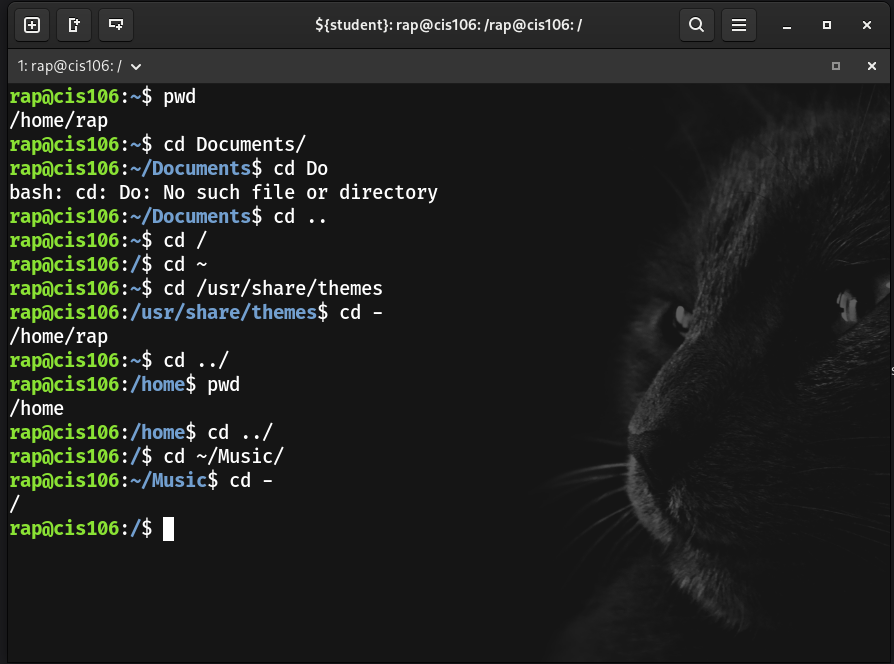 ${student}: rap@cis106: /rap@cis106: /
1: rap@cis106: /
rap@cis106:~$ pwd
/home/rap
rap@cis106:~$ cd Documents/
rap@cis106:~/Documents$ cd Do
bash: cd: Do: No such file or directory
rap@cis106:~/Documents$ cd ..
rap@cis106:~$ cd /
rap@cis106:/$ cd ~
rap@cis106:~$ cd /usr/share/themes
rap@cis106:/usr/share/themes$ cd -
/home/rap
rap@cis106:~$ cd ../
rap@cis106:/home$ pwd
/home
rap@cis106:/home$ cd ../
rap@cis106:/$ cd ~/Music/
rap@cis106:~/Music$ cd -
/
rap@cis106:/$